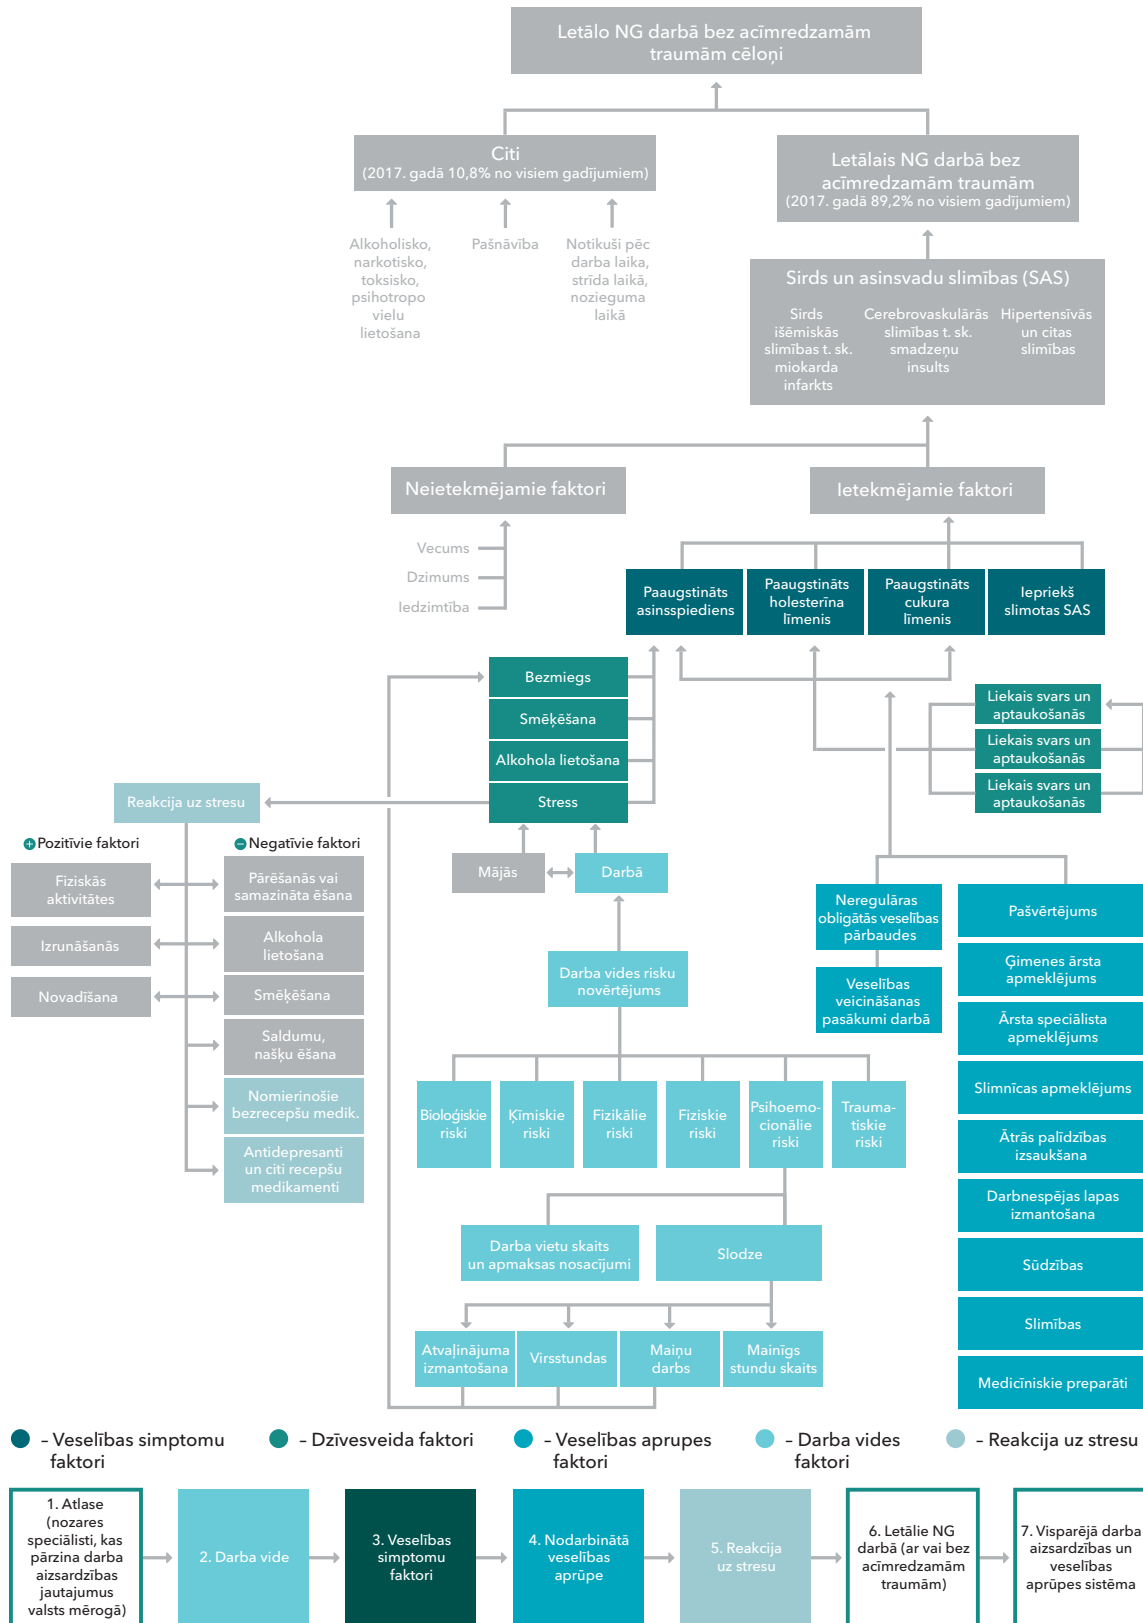 Letālo NG darbā bez acīmredzamām
traumām cēloņi
Citi
(2017. gadā 10,8% no visiem gadījumiem)
Letālais NG darbā bez
acīmredzamām traumām
(2017. gadā 89,2% no visiem gadījumiem)
Alkoholisko,
narkotisko,
toksisko,
psihotropo
vielu
lietošana
Pašnāvība
Notikuši pēc
darba laika,
strīda laikā,
nozieguma
laikā
Sirds un asinsvadu slimības (SAS)
Sirds
išēmiskās
slimības t. sk.
miokarda
infarkts
Cerebrovaskulārās
slimības t. sk.
smadzeņu
insults
Hipertensīvās
un citas
slimības
Neietekmējamie faktori
Ietekmējamie faktori
Vecums
Dzimums
Iedzimtība
Paaugstināts
asinsspiediens
Paaugstināts
holesterīna
līmenis
Paaugstināts
cukura
līmenis
Iepriekš
slimotas SAS
Bezmiegs
Smēķēšana
Alkohola lietošana
Stress
Liekais svars un
aptaukošanās
Liekais svars un
aptaukošanās
Liekais svars un
aptaukošanās
Reakcija uz stresu
Pozitīvie faktori
Negatīvie faktori
Fiziskās
aktivitātes
Izrunāšanās
Novadīšana
Pārēšanās vai
samazināta ēšana
Alkohola
lietošana
Smēķēšana
Saldumu,
našķu ēšana
Nomierinošie
bezrecepšu medik.
Antidepresanti
un citi recepšu
medikamenti
Mājās
Darbā
Darba vides risku
novērtējums
Bioloģiskie
riski
Ķīmiskie
riski
Fizikālie
riski
Fiziskie
riski
Psihoemo-
cionālie
riski
Trauma-
tiskie
riski
Darba vietu skaits
un apmaksas nosacījumi
Slodze
Atvaļinājuma
izmantošana
Virsstundas
Maiņu
darbs
Mainīgs
stundu skaits
Neregulāras
obligātās veselības
pārbaudes
Veselības
veicināšanas
pasākumi darbā
Pašvērtējums
Ģimenes ārsta
apmeklējums
Ārsta speciālista
apmeklējums
Slimnīcas apmeklējums
Ātrās palīdzības
izsaukšana
Darbnespējas lapas
izmantošana
Sūdzības
Slimības
Medicīniskie preparāti
– Veselības simptomu
faktori
– Dzīvesveida faktori
– Veselības aprupes
faktori
– Darba vides
faktori
– Reakcija uz stresu
1. Atlase
(nozares
speciālisti, kas
pārzina darba
aizsardzības
jautajumus
valsts mērogā)
2. Darba vide
3. Veselības
simptomu
faktori
4. Nodarbinātā
veselības
aprūpe
5. Reakcija
uz stresu
6. Letālie NG
darbā (ar vai bez
acīmredzamām
traumām)
7. Visparējā darba
aizsardzības un
veselības
aprūpes sistēma